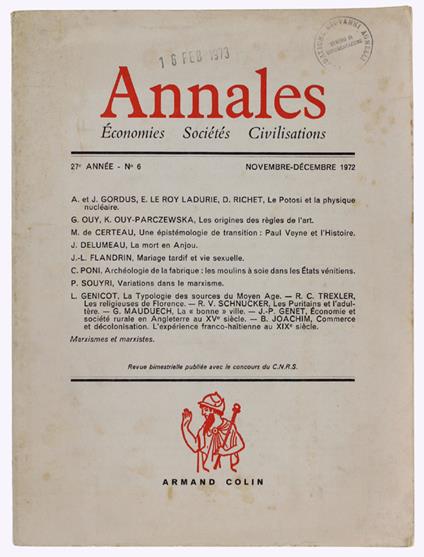 16 FEB 1973
GIOVANNI AGNELLI
Annales
Économies Sociétés Civilisations
27e ANNÉE - No 6 NOVEMBRE-DÉCEMBRE 1972
A. et J. GORDUS, E. LE ROY LADURIE, D. RICHET, Le Potosi et la physique
nucléaire.
G. OUY, K. OUY-PARCZEWSKA, Les origines des règles de l'art.
M. de CERTEAU, Une épistémologie de transition : Paul Veyne et l'Histoire.
J. DELUMEAU, La mort en Anjou.
J.-L. FLANDRIN, Mariage tardif et vie sexuelle.
C. PONI, Archéologie de la fabrique : les moulins à soie dans les États vénitiens.
P. SOUYRI, Variations dans le marxisme.
L. GENICOT, La Typologie des sources du Moyen Age. — R. C. TREXLER,
Les religieuses de Florence. — R. V. SCHNUCKER, Les Puritains et l'adul-
tère. — G. MAUDUECH, La « bonne » ville. — J.-P. GENET, Économie et
société rurale en Angleterre au XVe siècle. — B. JOACHIM, Commerce
et décolonisation. L'expérience franco-haïtienne au XIXe siècle.
Marxismes et marxistes.
Revue bimestrielle publiée avec le concours du C.N.R.S.
ARMAND COLIN